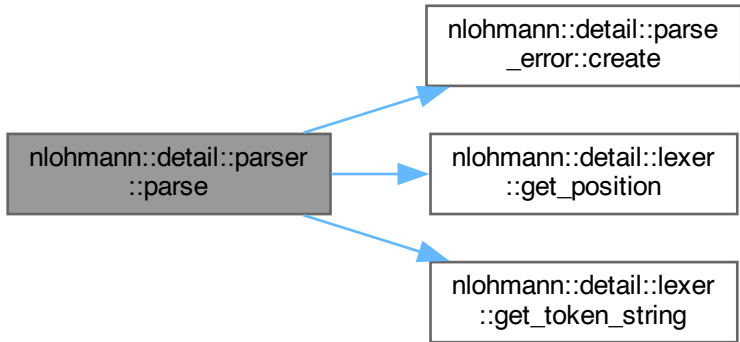 nlohmann::detail::parse
_error::create
nlohmann::detail::parser
::parse
nlohmann::detail::lexer
::get_position
nlohmann::detail::lexer
::get_token_string